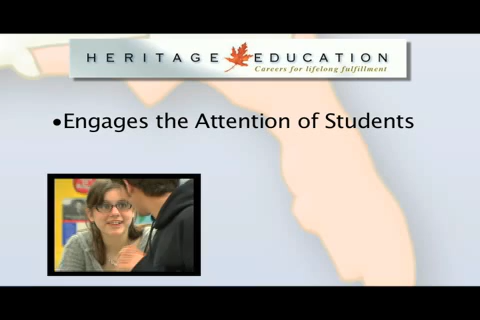 HERITAGE EDUCATION
Careers for lifelong fulfillment
•Engages the Attention of Students